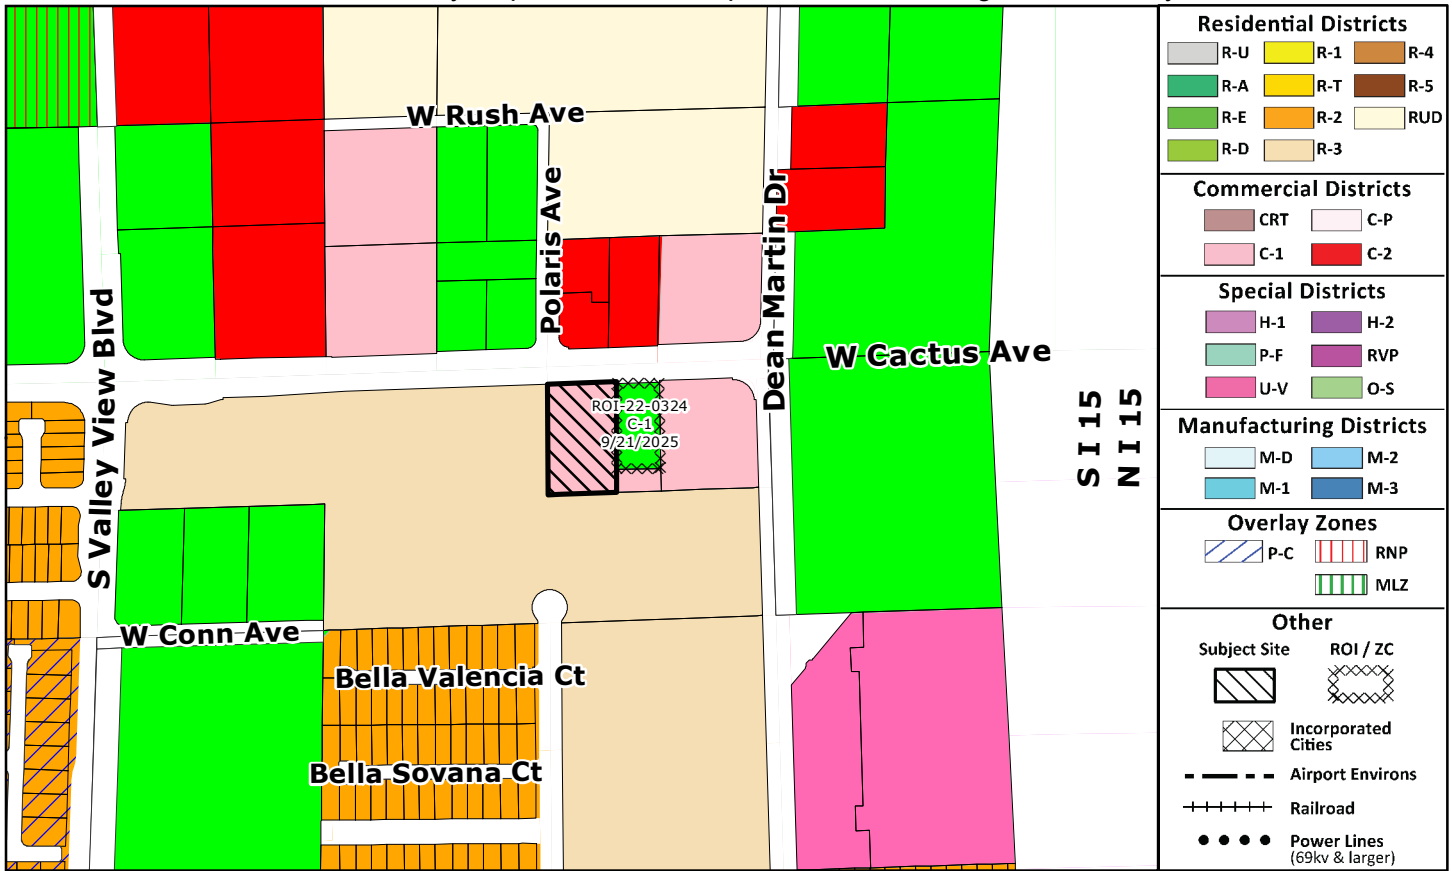 W Rush Ave
Polaris Ave
Dean Martin Dr
S Valley View Blvd
W Cactus Ave
S I 15
N I 15
ROI-22-0324
C-1
9/21/2025
W Conn Ave
Bella Valencia Ct
Bella Sovana Ct
Residential Districts
R-U
R-1
R-4
R-A
R-T
R-5
R-E
R-2
RUD
R-D
R-3
Commercial Districts
CRT
C-P
C-1
C-2
Special Districts
H-1
H-2
P-F
RVP
U-V
O-S
Manufacturing Districts
M-D
M-2
M-1
M-3
Overlay Zones
P-C
RNP
MLZ
Other
Subject Site
ROI / ZC
Incorporated
Cities
Airport Environs
Railroad
Power Lines
(69kv & larger)